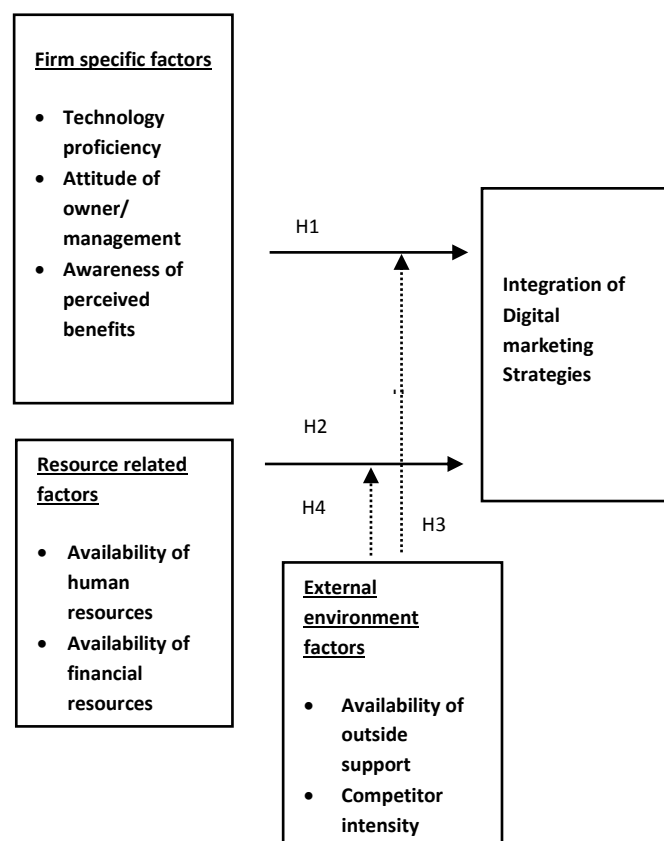 Firm specific factors
• Technology
proficiency
• Attitude of
owner/
management
• Awareness of
perceived
benefits
H1
Integration of
Digital
marketing
Strategies
H2
Resource related
factors
• Availability of
human
resources
• Availability of
financial
resources
H4
H3
External
environment
factors
• Availability of
outside
support
• Competitor
intensity